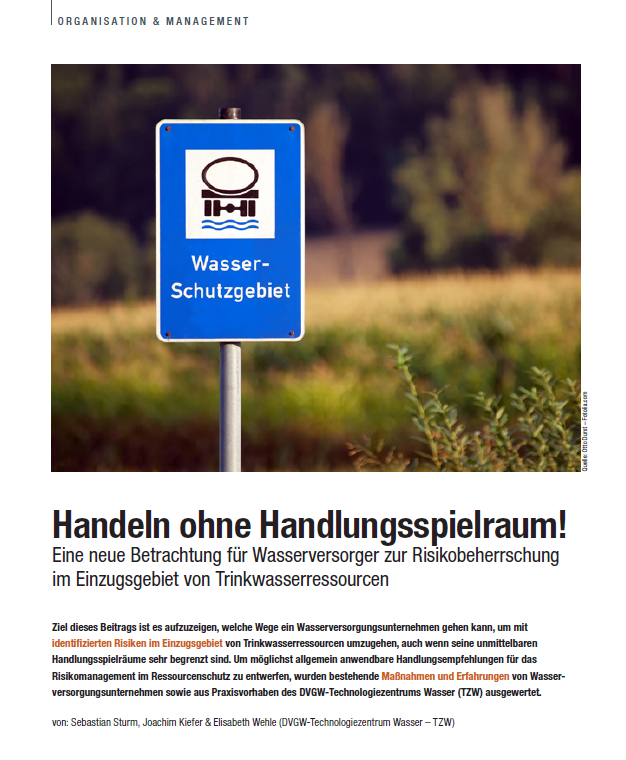 ORGANISATION & MANAGEMENT
Wasser-
Schutzgebiet
Quelle: Otto Durst – Fotolia.com
Handeln ohne Handlungsspielraum!
Eine neue Betrachtung für Wasserversorger zur Risikobeherrschung
im Einzugsgebiet von Trinkwasserressourcen
Ziel dieses Beitrags ist es aufzuzeigen, welche Wege ein Wasserversorgungsunternehmen gehen kann, um mit
identifizierten Risiken im Einzugsgebiet von Trinkwasserressourcen umzugehen, auch wenn seine unmittelbaren
Handlungsspielräume sehr begrenzt sind. Um möglichst allgemein anwendbare Handlungsempfehlungen für das
Risikomanagement im Ressourcenschutz zu entwerfen, wurden bestehende Maßnahmen und Erfahrungen von Wasser-
versorgungsunternehmen sowie aus Praxisvorhaben des DVGW-Technologiezentrums Wasser (TZW) ausgewertet.
von: Sebastian Sturm, Joachim Kiefer & Elisabeth Wehle (DVGW-Technologiezentrum Wasser – TZW)